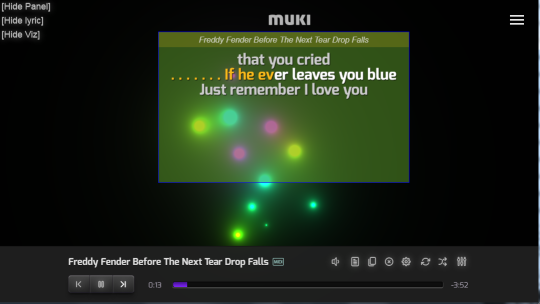 [Hide Panel]
[Hide lyric]
[Hide Viz]
MUKI
Freddy Fender Before The Next Tear Drop Falls
that you cried
. . . . . . . If he ever leaves you blue
Just remember I love you
Freddy Fender Before The Next Tear Drop Falls
0:13
-3:52